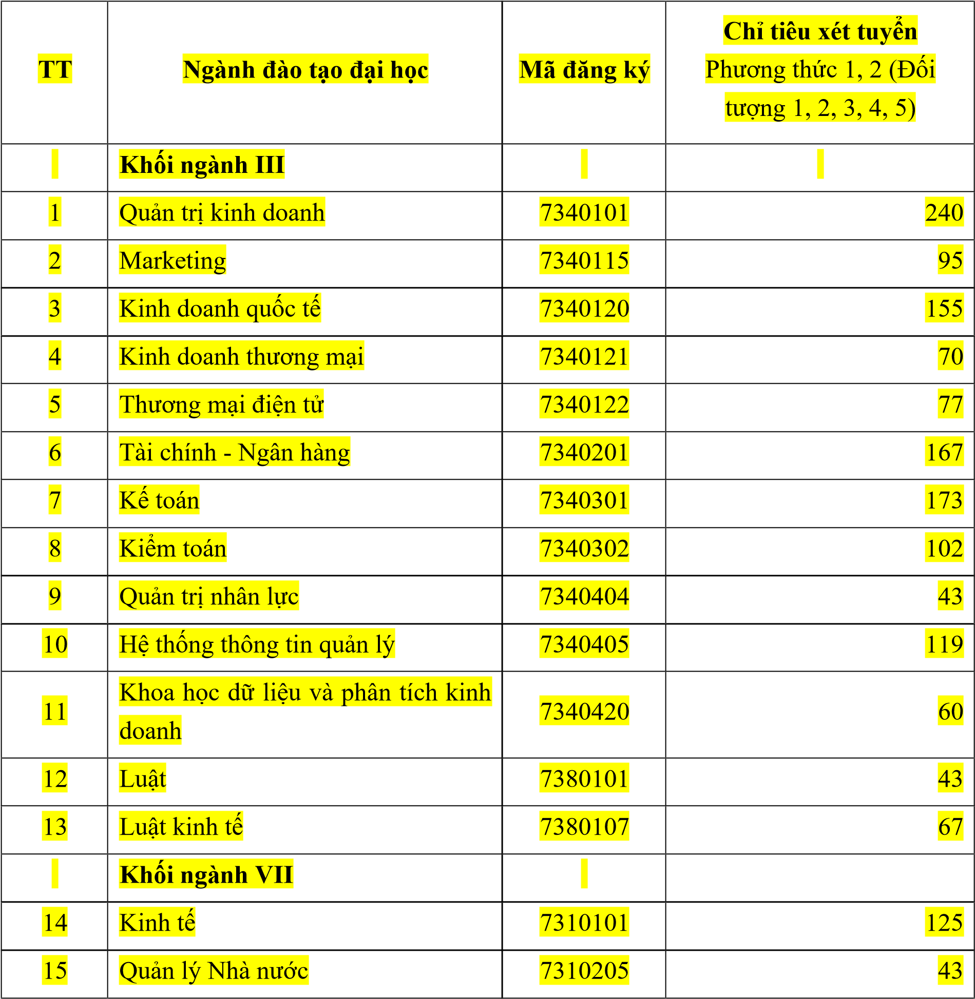 TT Ngành đào tạo đại học Mã đăng ký Chỉ tiêu xét tuyển
Phương thức 1, 2 (Đối
tượng 1, 2, 3, 4, 5)
Khối ngành III
1 Quản trị kinh doanh 7340101 240
2 Marketing 7340115 95
3 Kinh doanh quốc tế 7340120 155
4 Kinh doanh thương mại 7340121 70
5 Thương mại điện tử 7340122 77
6 Tài chính - Ngân hàng 7340201 167
7 Kế toán 7340301 173
8 Kiểm toán 7340302 102
9 Quản trị nhân lực 7340404 43
10 Hệ thống thông tin quản lý 7340405 119
11 Khoa học dữ liệu và phân tích kinh
doanh 7340420 60
12 Luật 7380101 43
13 Luật kinh tế 7380107 67
Khối ngành VII
14 Kinh tế 7310101 125
15 Quản lý Nhà nước 7310205 43